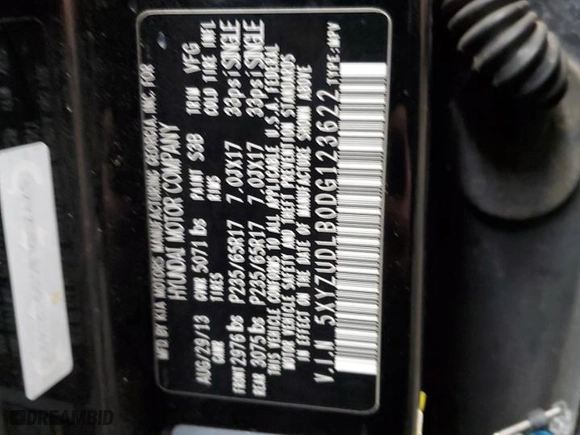 MFD BY KIA MOTORS MANUFACTURING GEORGIA, INC. FOR
HYUNDAI MOTOR COMPANY
AUG/29/13 GVWR 5071 lbs PAINT S3B TRIM VFG
GAWR TIRES RIMS COLD TIRE INFL
FRONT 2976 lbs P235/65R17 7.0JX17 33psi SINGLE
REAR 3075 lbs P235/65R17 7.0JX17 33psi SINGLE
THIS VEHICLE CONFORMS TO ALL APPLICABLE U.S.A. FEDERAL
MOTOR VEHICLE SAFETY AND THEFT PREVENTION STANDARDS
IN EFFECT ON THE DATE OF MANUFACTURE SHOWN ABOVE.
V.I.N. 5XYZUDLB0DG123622 TYPE:MPV
DREAMBID